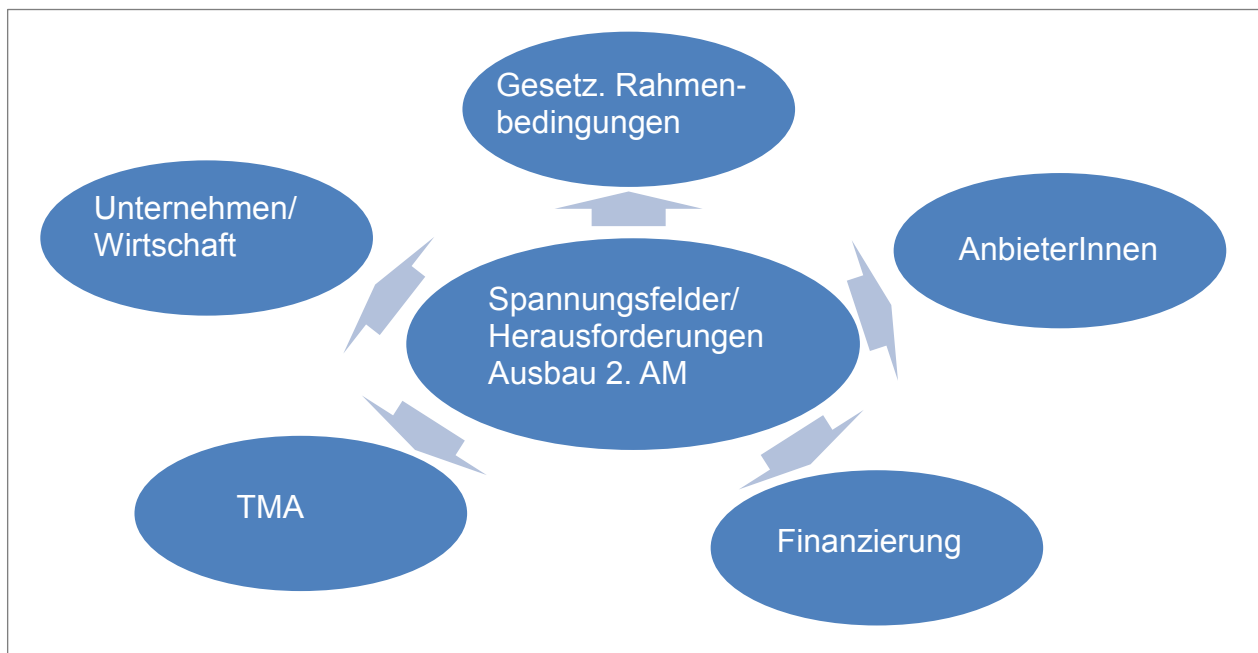 Gesetz. Rahmen-
bedingungen
Unternehmen/
Wirtschaft
AnbieterInnen
Spannungsfelder/
Herausforderungen
Ausbau 2. AM
TMA
Finanzierung